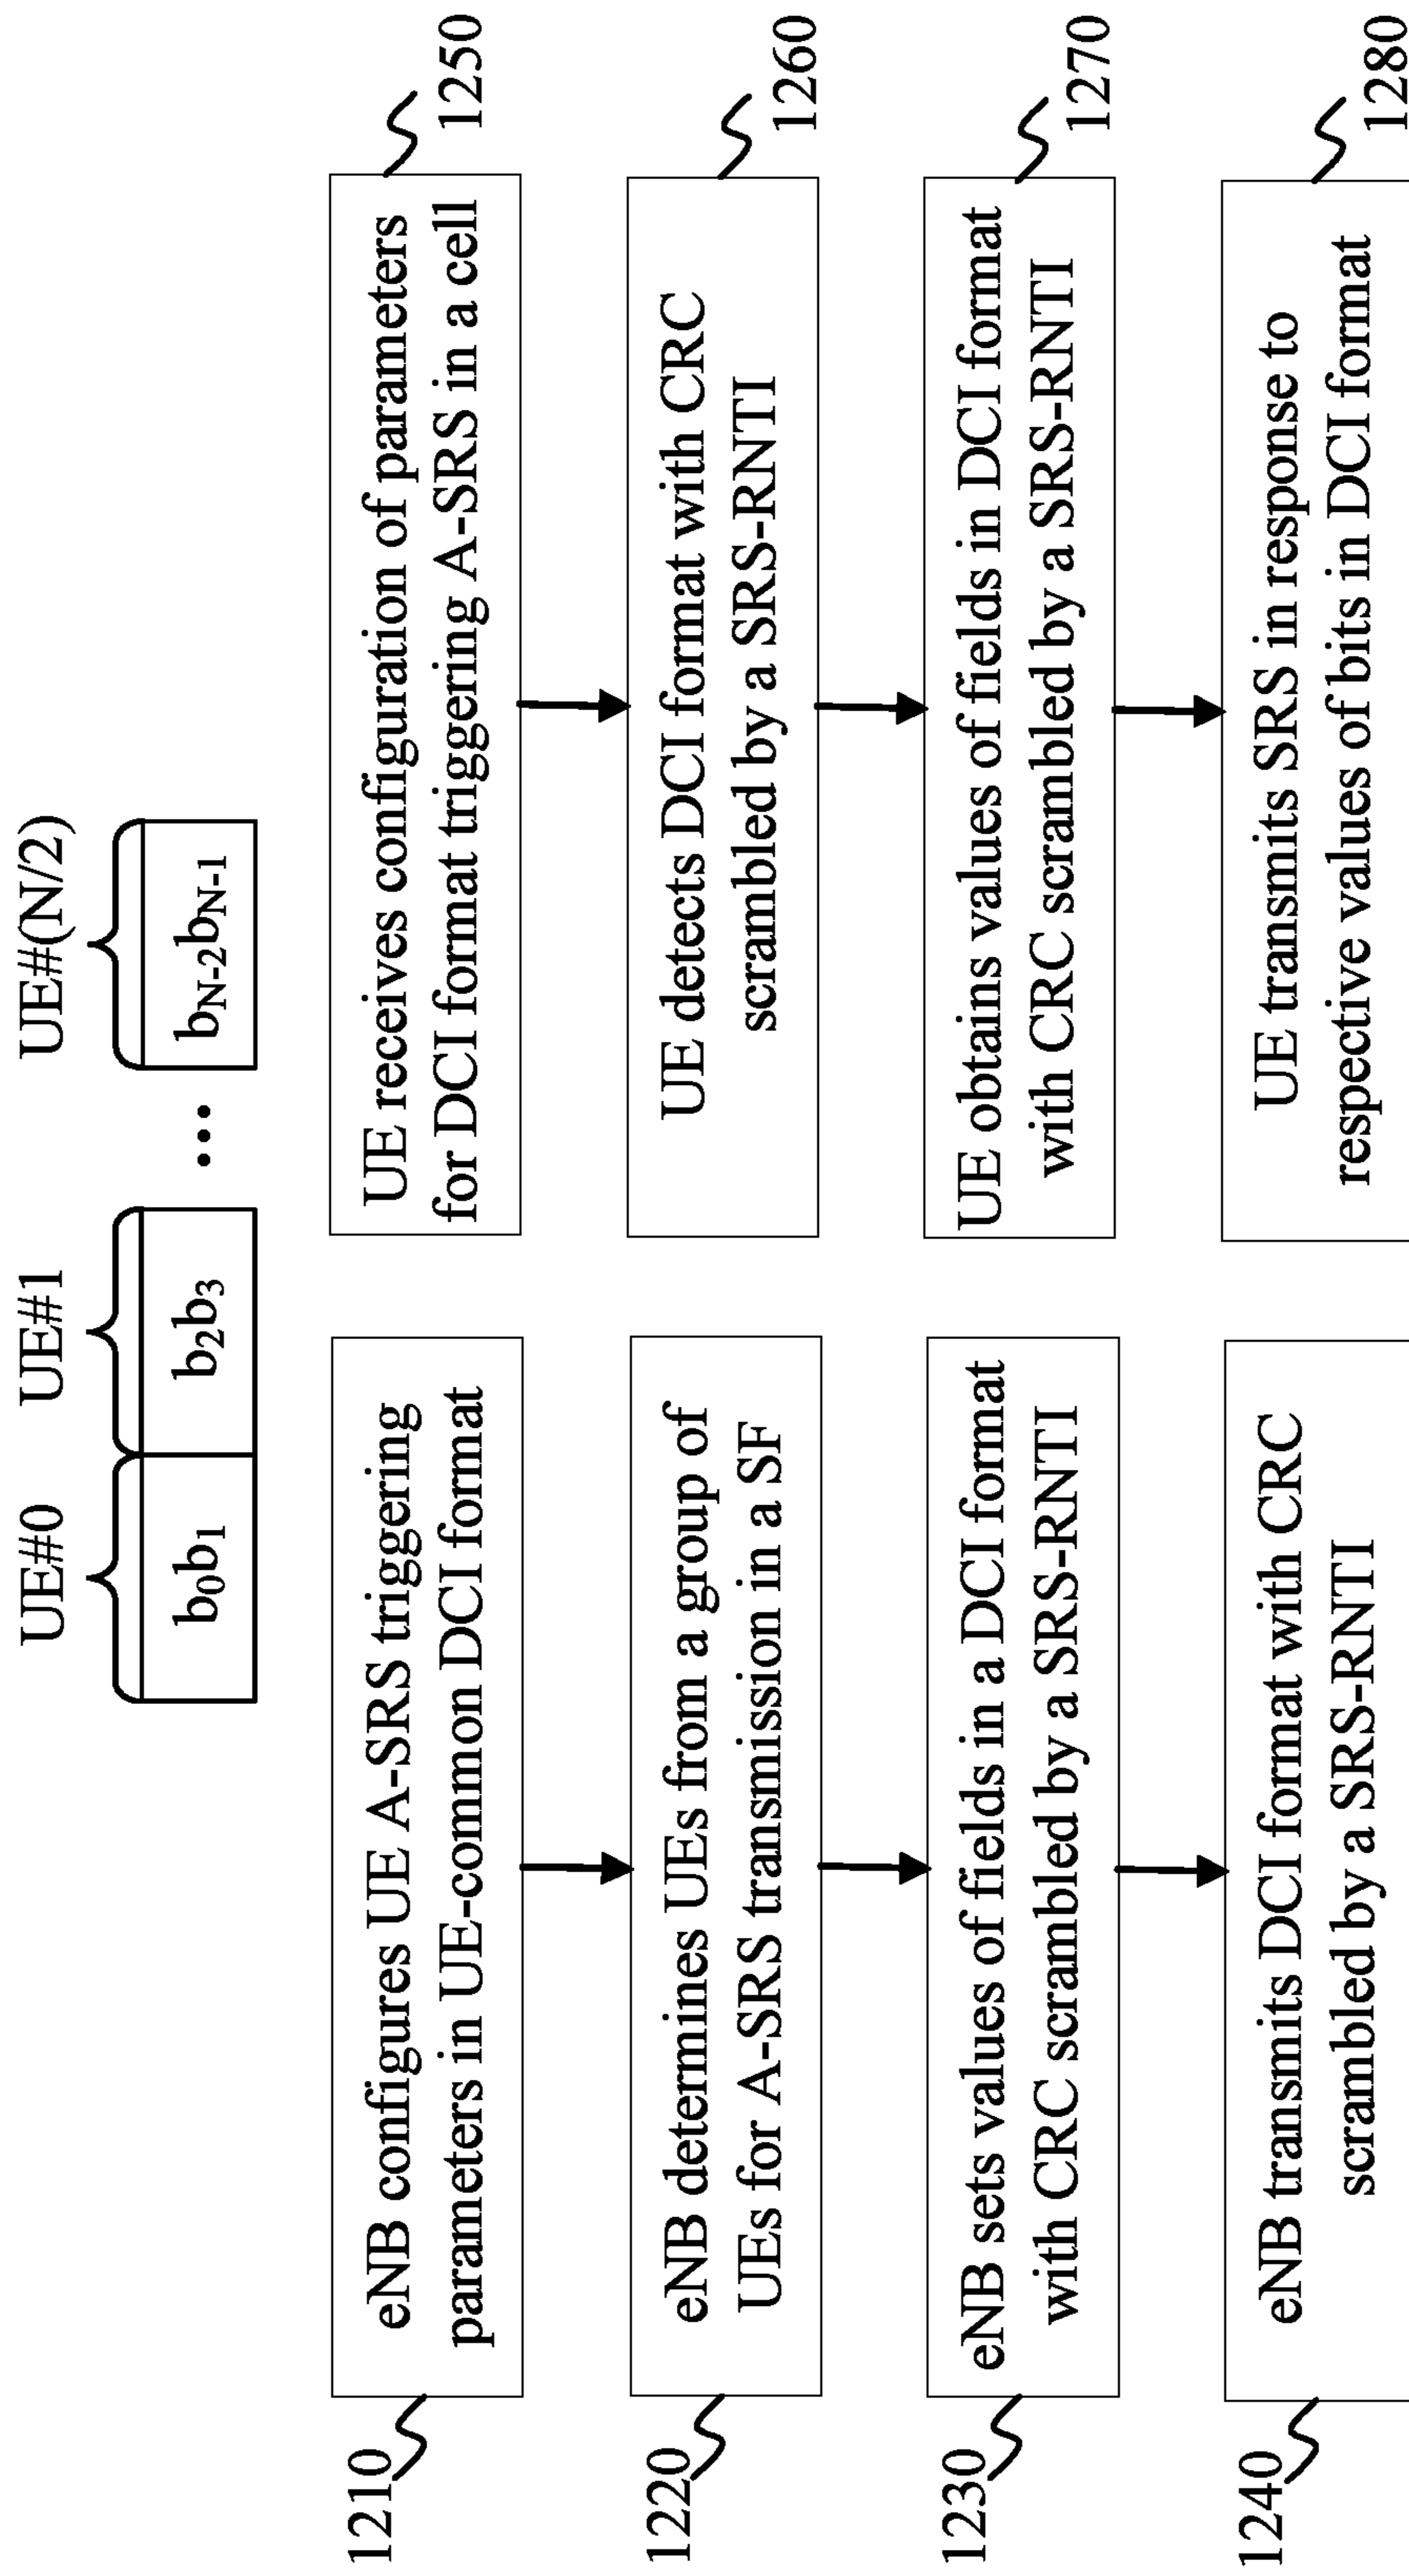 UE#0 UE#1 UE#(N/2)
b0b1 b2b3 ... bN-2bN-1
1210
eNB configures UE A-SRS triggering
parameters in UE-common DCI format
1220
eNB determines UEs from a group of
UEs for A-SRS transmission in a SF
1230
eNB sets values of fields in a DCI format
with CRC scrambled by a SRS-RNTI
1240
eNB transmits DCI format with CRC
scrambled by a SRS-RNTI
UE receives configuration of parameters
for DCI format triggering A-SRS in a cell
1250
UE detects DCI format with CRC
scrambled by a SRS-RNTI
1260
UE obtains values of fields in DCI format
with CRC scrambled by a SRS-RNTI
1270
UE transmits SRS in response to
respective values of bits in DCI format
1280